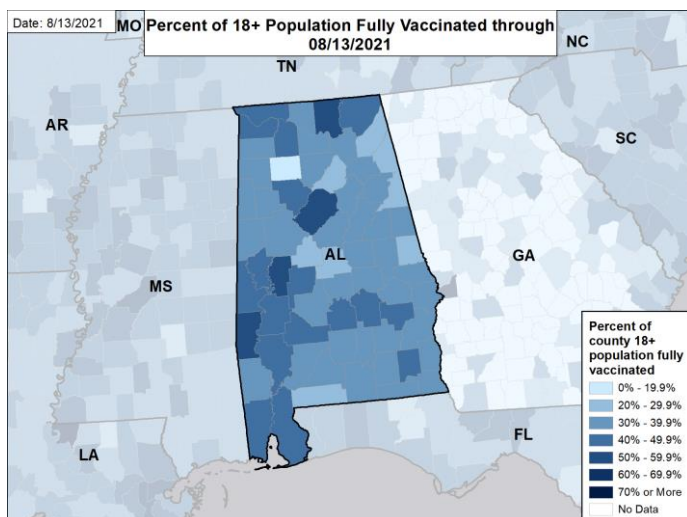 Date: 8/13/2021
Percent of 18+ Population Fully Vaccinated through
08/13/2021
MO
NC
TN
AR
SC
AL
GA
MS
LA
FL
Percent of
county 18+
population fully
vaccinated
0% - 19.9%
20% - 29.9%
30% - 39.9%
40% - 49.9%
50% - 59.9%
60% - 69.9%
70% or More
No Data